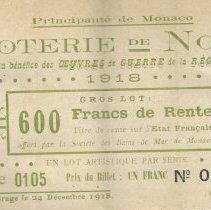 Principauté de Monaco
LOTERIE DE NO
au bénéfice des ŒUVRES de GUERRE de la RÉG
1918
GROS LOT:
600 Francs de Rente
Titre de rente sur l'Etat Français
offert par la Société des Bains de Mer de Monaco
UN LOT ARTISTIQUE PAR SÉRIE
0105 Prix du Billet : UN FRANC N° 0
irage le 24 Décembre 1918.